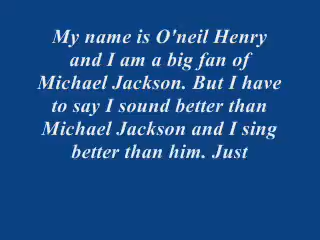 My name is O'neil Henry
and I am a big fan of
Michael Jackson. But I have
to say I sound better than
Michael Jackson and I sing
better than him. Just